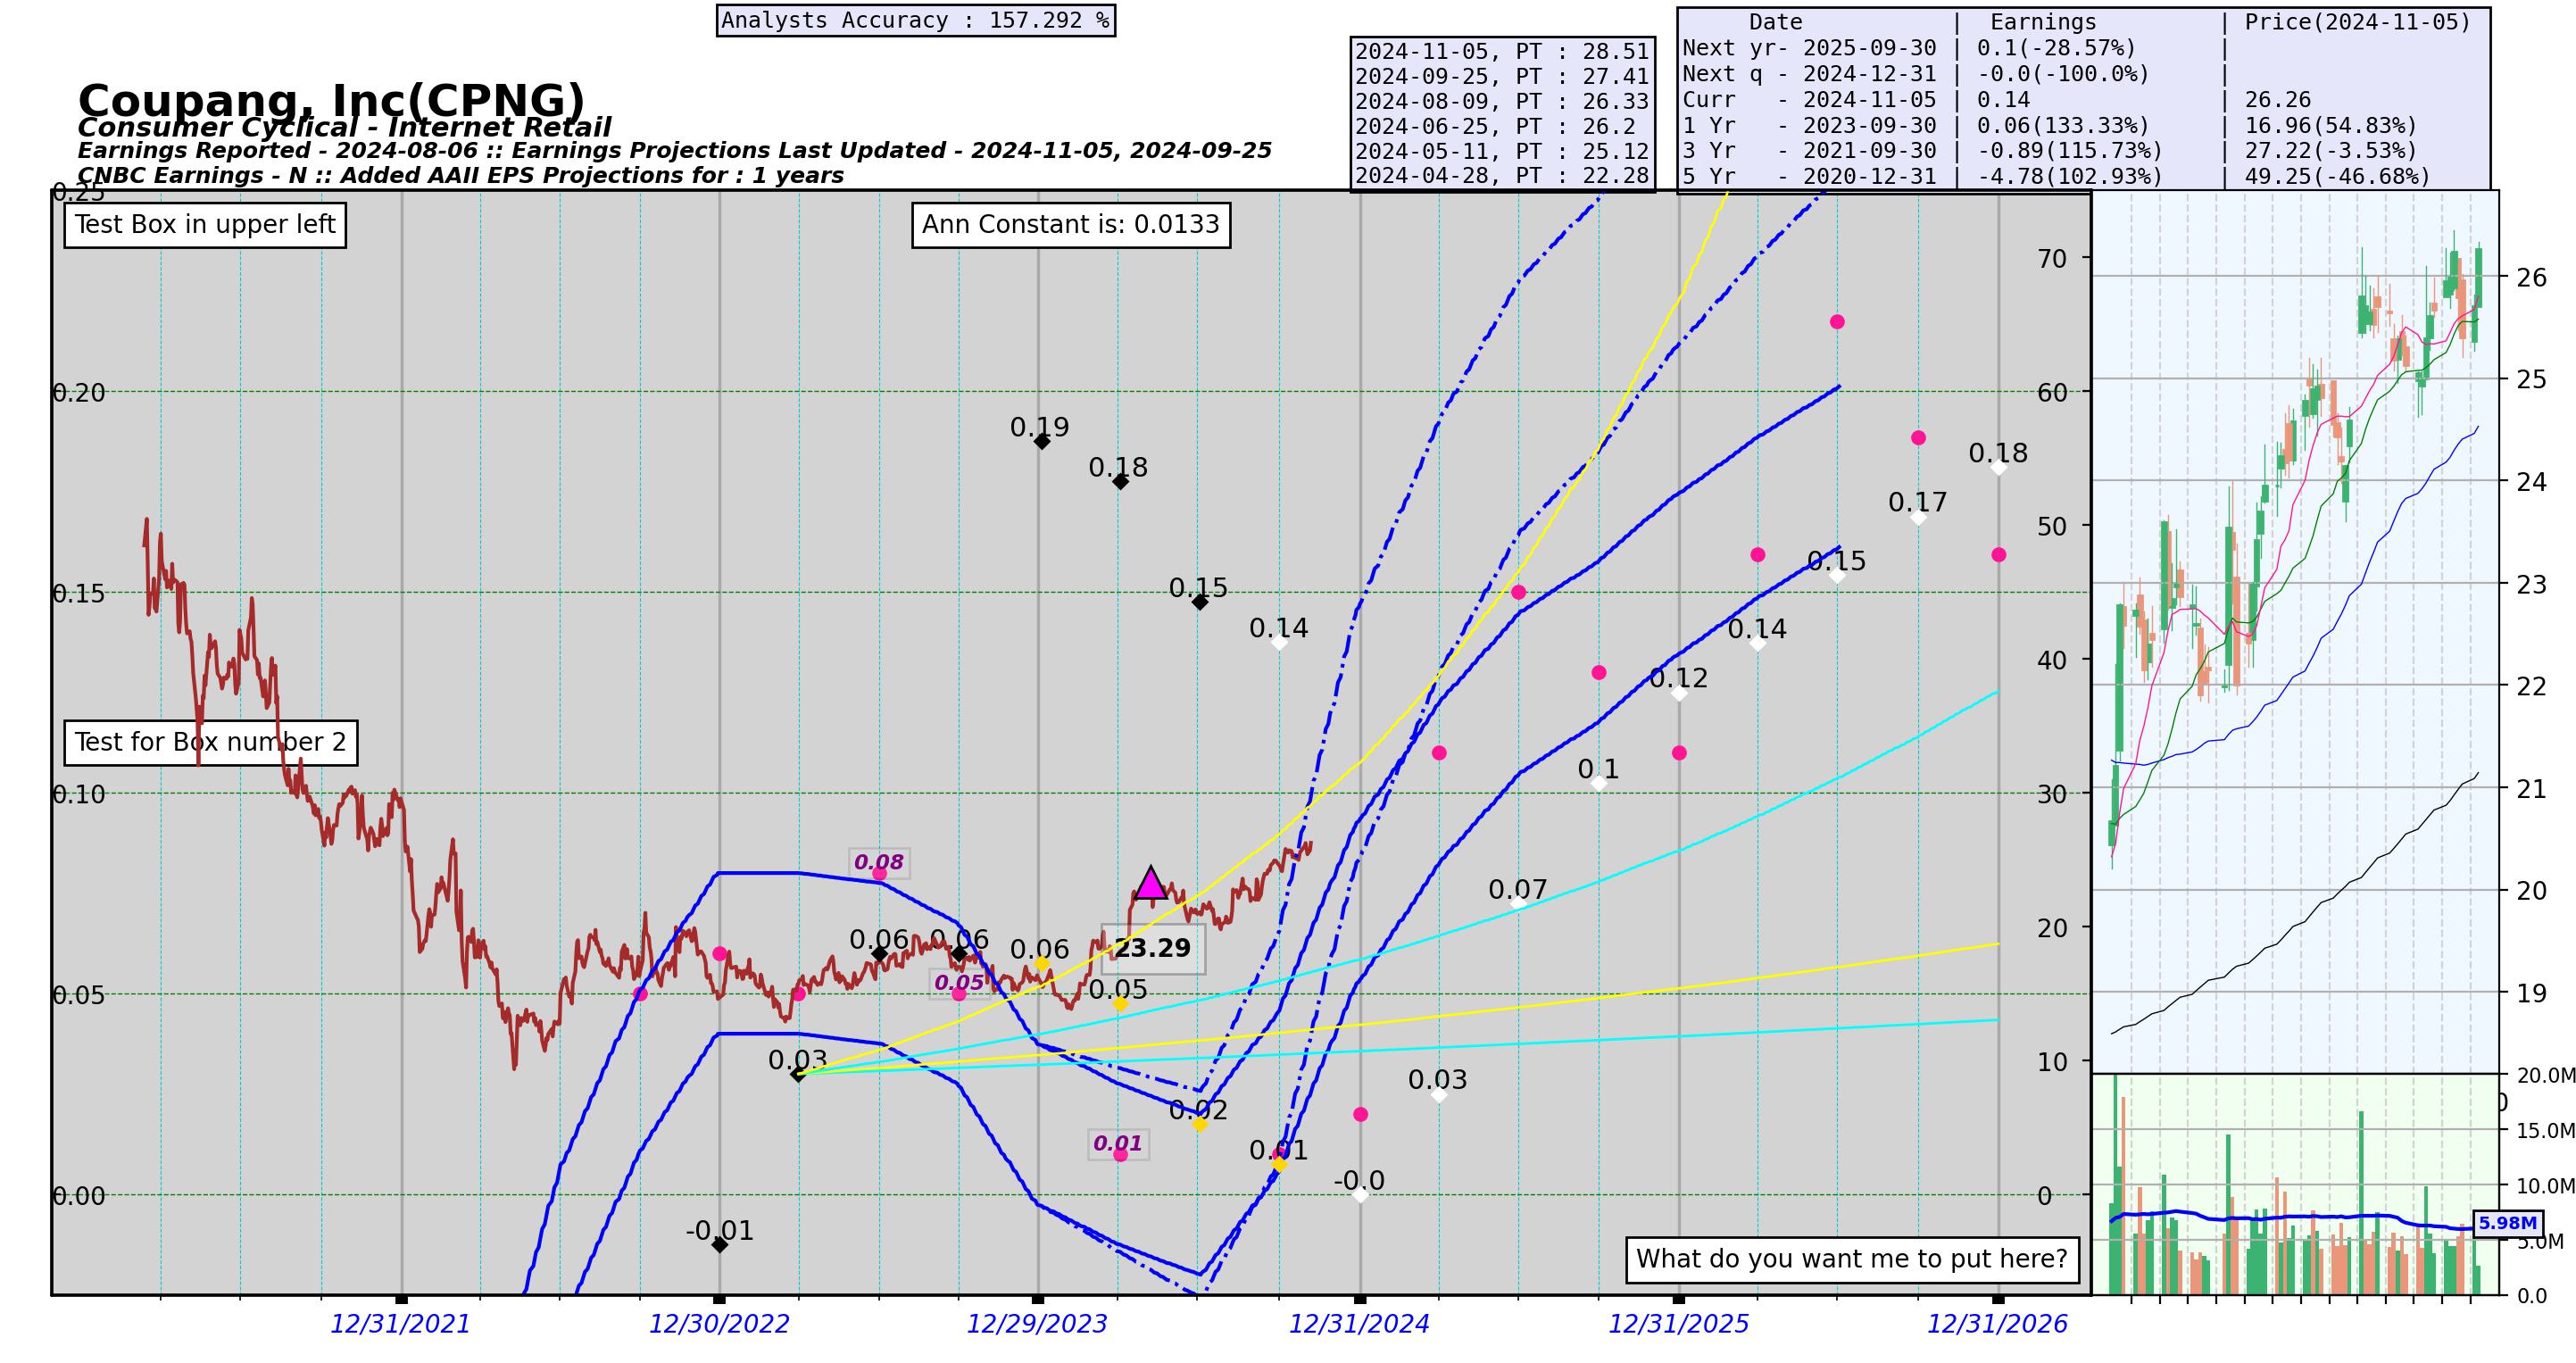 Analysts Accuracy : 157.292 %
Date | Earnings | Price(2024-11-05)
Next yr- 2025-09-30 | 0.1(-28.57%) |
Next q - 2024-12-31 | -0.0(-100.0%) |
Curr - 2024-11-05 | 0.14 | 26.26
1 Yr - 2023-09-30 | 0.06(133.33%) | 16.96(54.83%)
3 Yr - 2021-09-30 | -0.89(115.73%) | 27.22(-3.53%)
5 Yr - 2020-12-31 | -4.78(102.93%) | 49.25(-46.68%)
2024-11-05, PT : 28.51
2024-09-25, PT : 27.41
2024-08-09, PT : 26.33
2024-06-25, PT : 26.2
2024-05-11, PT : 25.12
2024-04-28, PT : 22.28
Coupang, Inc(CPNG)
Consumer Cyclical - Internet Retail
Earnings Reported - 2024-08-06 :: Earnings Projections Last Updated - 2024-11-05, 2024-09-25
CNBC Earnings - N :: Added AAII EPS Projections for : 1 years
0.25
0.20
0.15
0.10
0.05
0.00
Test Box in upper left
Ann Constant is: 0.0133
Test for Box number 2
What do you want me to put here?
-0.01
0.03
0.08
0.06
0.06
0.05
0.19
0.06
0.18
0.05
0.01
23.29
0.15
0.02
0.14
0.01
-0.0
0.03
0.07
0.1
0.12
0.14
0.15
0.17
0.18
70
60
50
40
30
20
10
0
26
25
24
23
22
21
20
19
20.0M
15.0M
10.0M
5.98M
5.0M
0.0
0
12/31/2021
12/30/2022
12/29/2023
12/31/2024
12/31/2025
12/31/2026